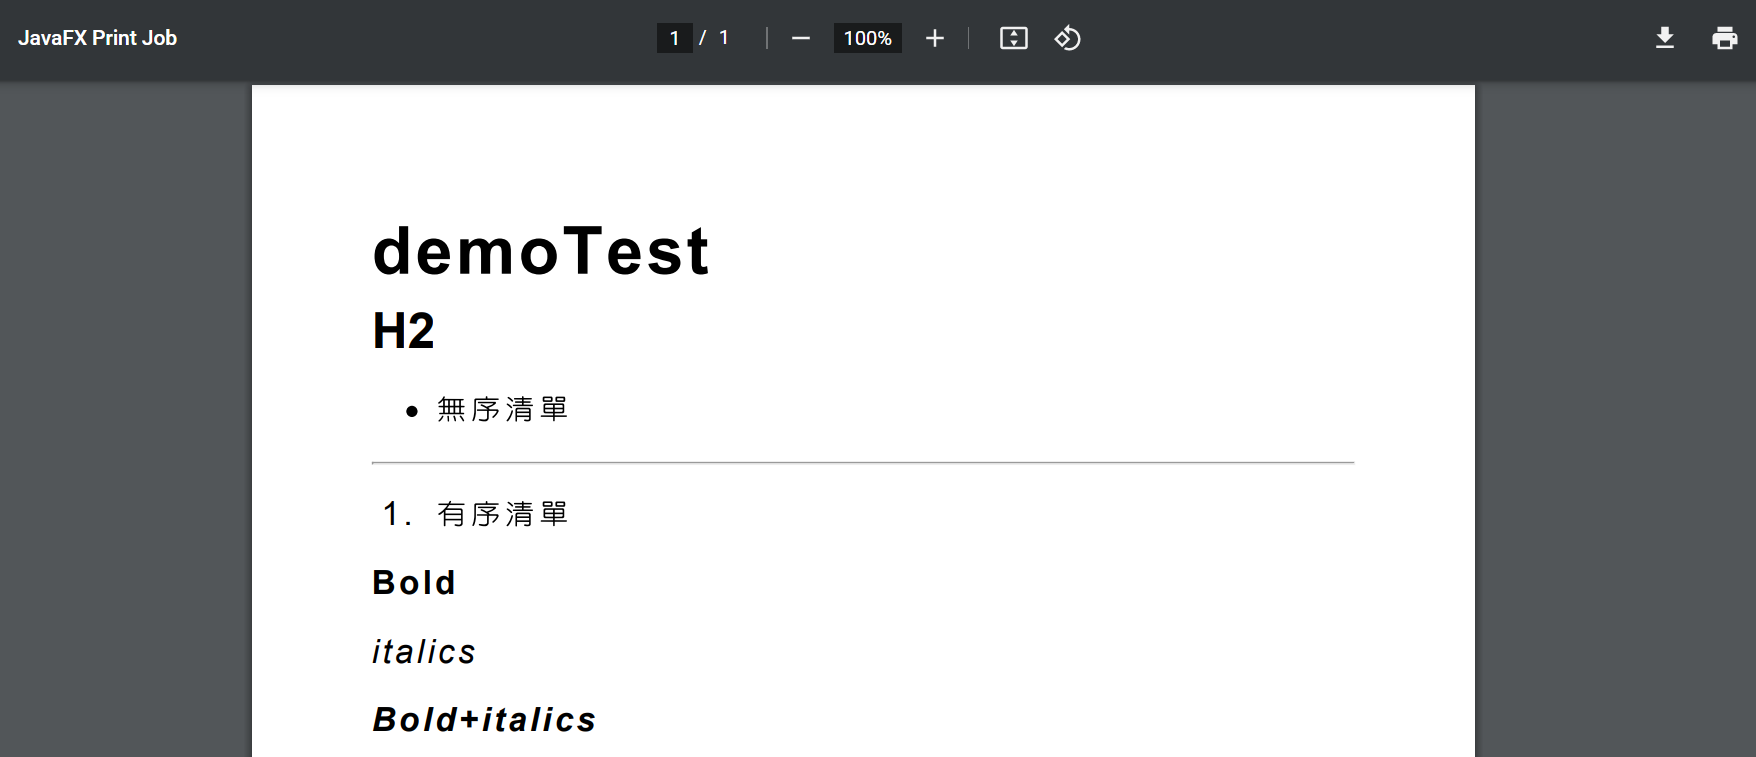 JavaFX Print Job
1 / 1
100%
demoTest
H2
• 無序清單
1. 有序清單
Bold
italics
Bold+italics